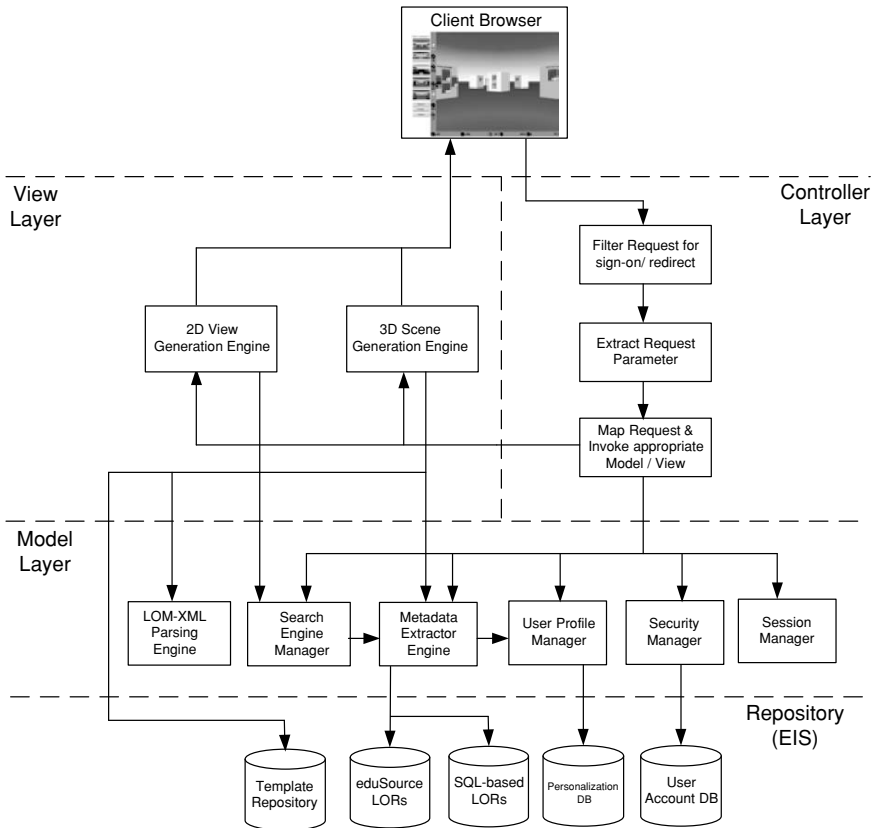 Client Browser
View
Layer
Controller
Layer
Filter Request for
sign-on/ redirect
2D View
Generation Engine
3D Scene
Generation Engine
Extract Request
Parameter
Map Request &
Invoke appropriate
Model / View
Model
Layer
LOM-XML
Parsing
Engine
Search
Engine
Manager
Metadata
Extractor
Engine
User Profile
Manager
Security
Manager
Session
Manager
Repository
(EIS)
Template
Repository
eduSource
LORs
SQL-based
LORs
Personalization
DB
User
Account DB